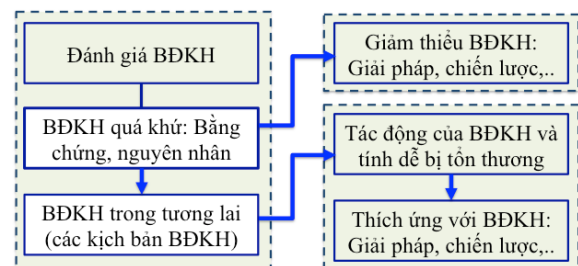 Đánh giá BĐKH
BĐKH quá khứ: Bằng
chứng, nguyên nhân
BĐKH trong tương lai
(các kịch bản BĐKH)
Giảm thiểu BĐKH:
Giải pháp, chiến lược,..
Tác động của BĐKH và
tính dễ bị tổn thương
Thích ứng với BĐKH:
Giải pháp, chiến lược,..